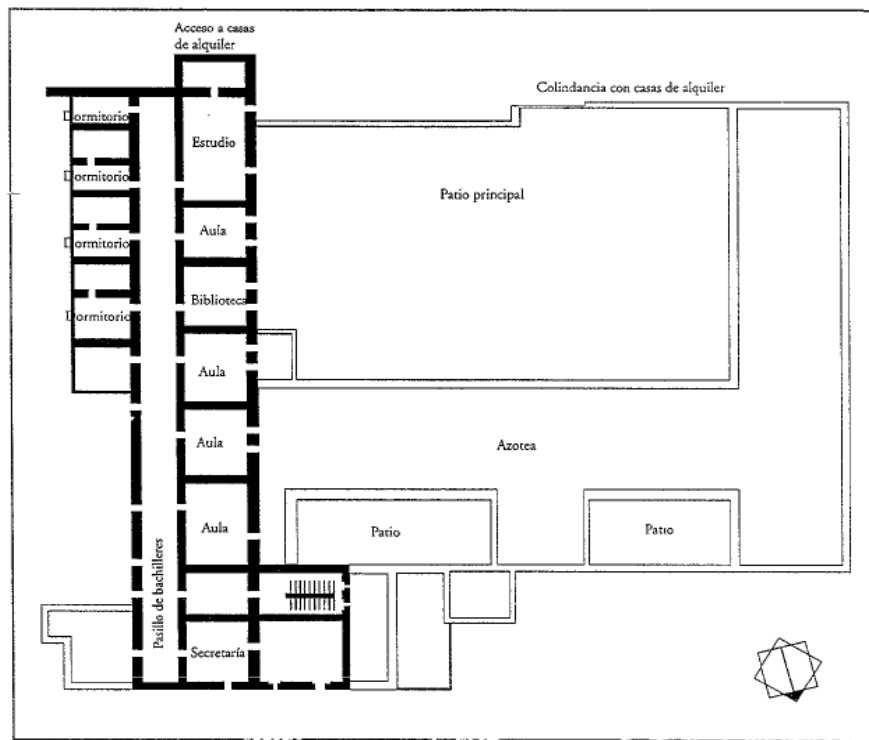 Acceso a casas
de alquiler
Colindancia con casas de alquiler
Dormitorio
Estudio
Dormitorio
Patio principal
Aula
Dormitorio
Biblioteca
Dormitorio
Aula
Aula
Azotea
Aula
Patio
Patio
Pasillo de bachilleres
Secretaría